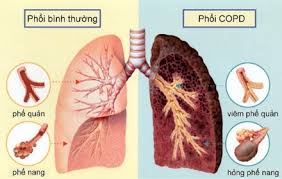 Phổi bình thường
Phổi COPD
phế quản
phế nang
viêm phế quản
hỏng phế nang